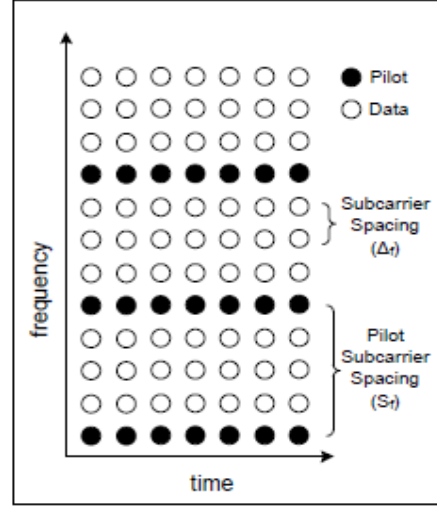 Pilot
Data
Subcarrier
Spacing
(Δf)
Pilot
Subcarrier
Spacing
(Sf)
frequency
time